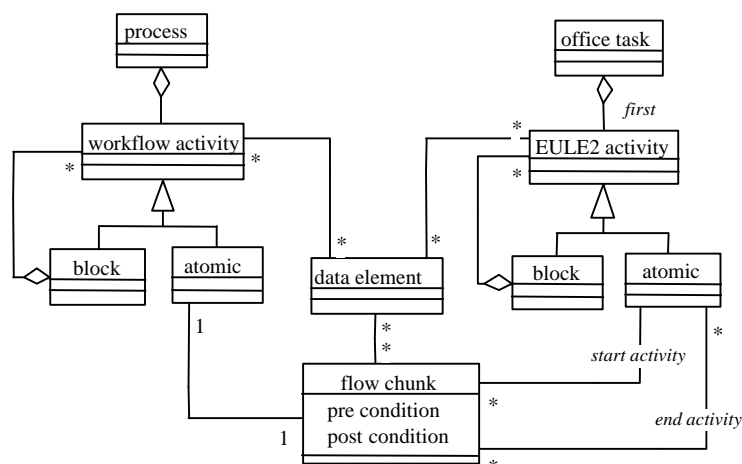 process
office task
first
workflow activity
*
*
*
EULE2 activity
*
block
atomic
*
data element
*
block
atomic
1
*
*
*
start activity
flow chunk
*
pre condition
end activity
1
post condition
*